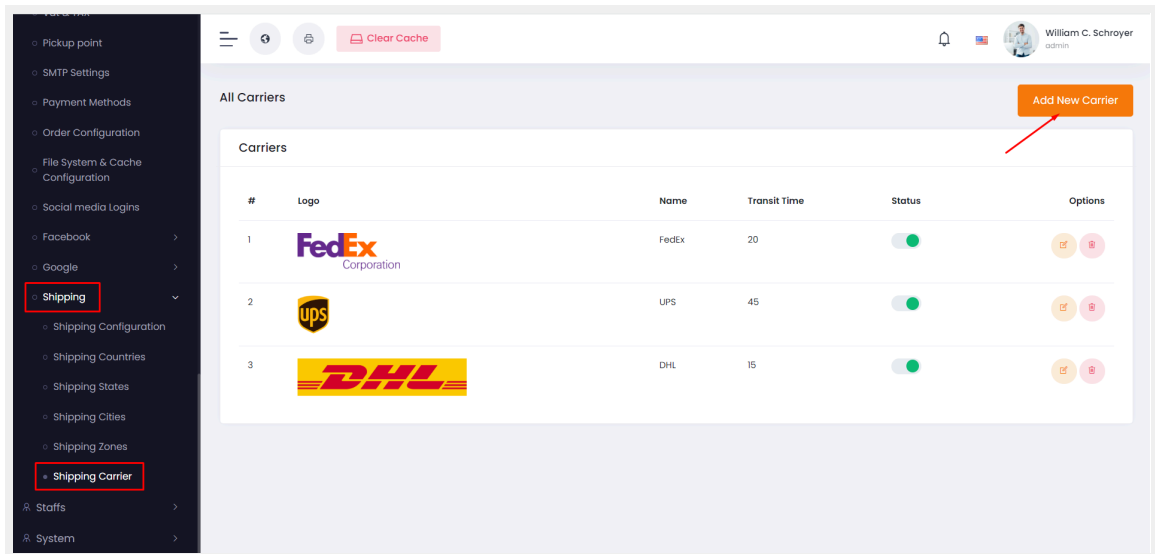 Vat & TAX
Pickup point
SMTP Settings
Payment Methods
Order Configuration
File System & Cache
Configuration
Social media Logins
Facebook
Google
Shipping
Shipping Configuration
Shipping Countries
Shipping States
Shipping Cities
Shipping Zones
Shipping Carrier
Staffs
System
Clear Cache
William C. Schroyer
admin
All Carriers
Add New Carrier
Carriers
# Logo Name Transit Time Status Options
1 FedEx Corporation FedEx 20
2 ups UPS 45
3 DHL DHL 15